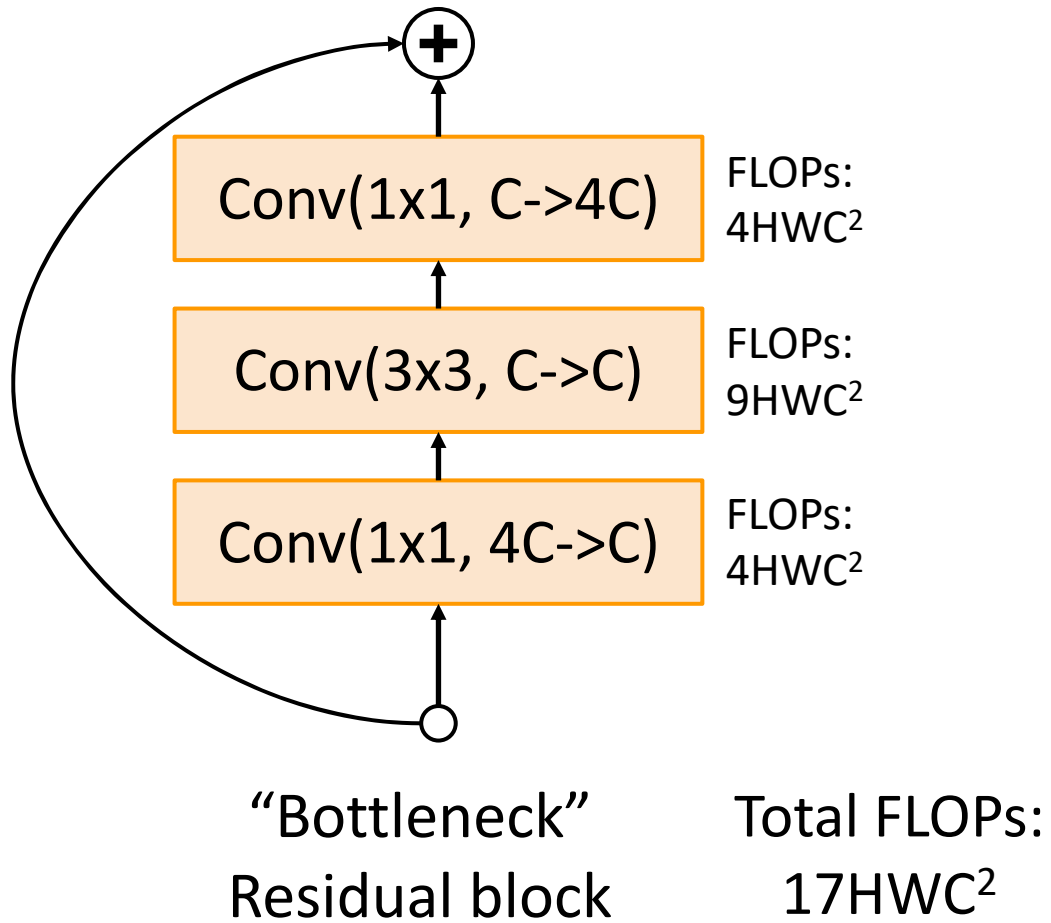 +
Conv(1x1, C->4C)
FLOPs:
4HWC²
Conv(3x3, C->C)
FLOPs:
9HWC²
Conv(1x1, 4C->C)
FLOPs:
4HWC²
“Bottleneck”
Residual block
Total FLOPs:
17HWC²